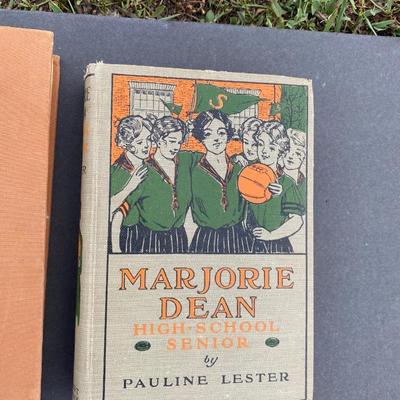 S
MARJORIE
DEAN
HIGH-SCHOOL
SENIOR
by
PAULINE LESTER